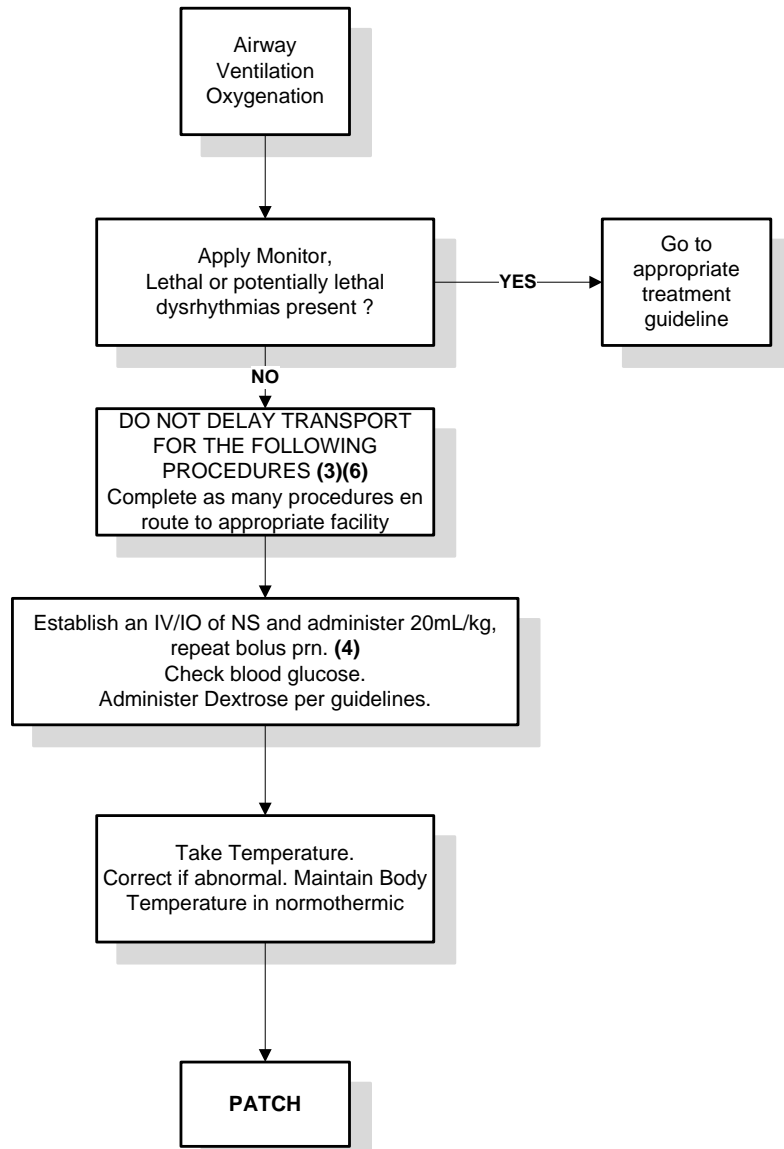 Airway
Ventilation
Oxygenation
Apply Monitor,
Lethal or potentially lethal
dysrhythmias present ?
YES
Go to
appropriate
treatment
guideline
NO
DO NOT DELAY TRANSPORT
FOR THE FOLLOWING
PROCEDURES (3)(6)
Complete as many procedures en
route to appropriate facility
Establish an IV/IO of NS and administer 20mL/kg,
repeat bolus prn. (4)
Check blood glucose.
Administer Dextrose per guidelines.
Take Temperature.
Correct if abnormal. Maintain Body
Temperature in normothermic
PATCH